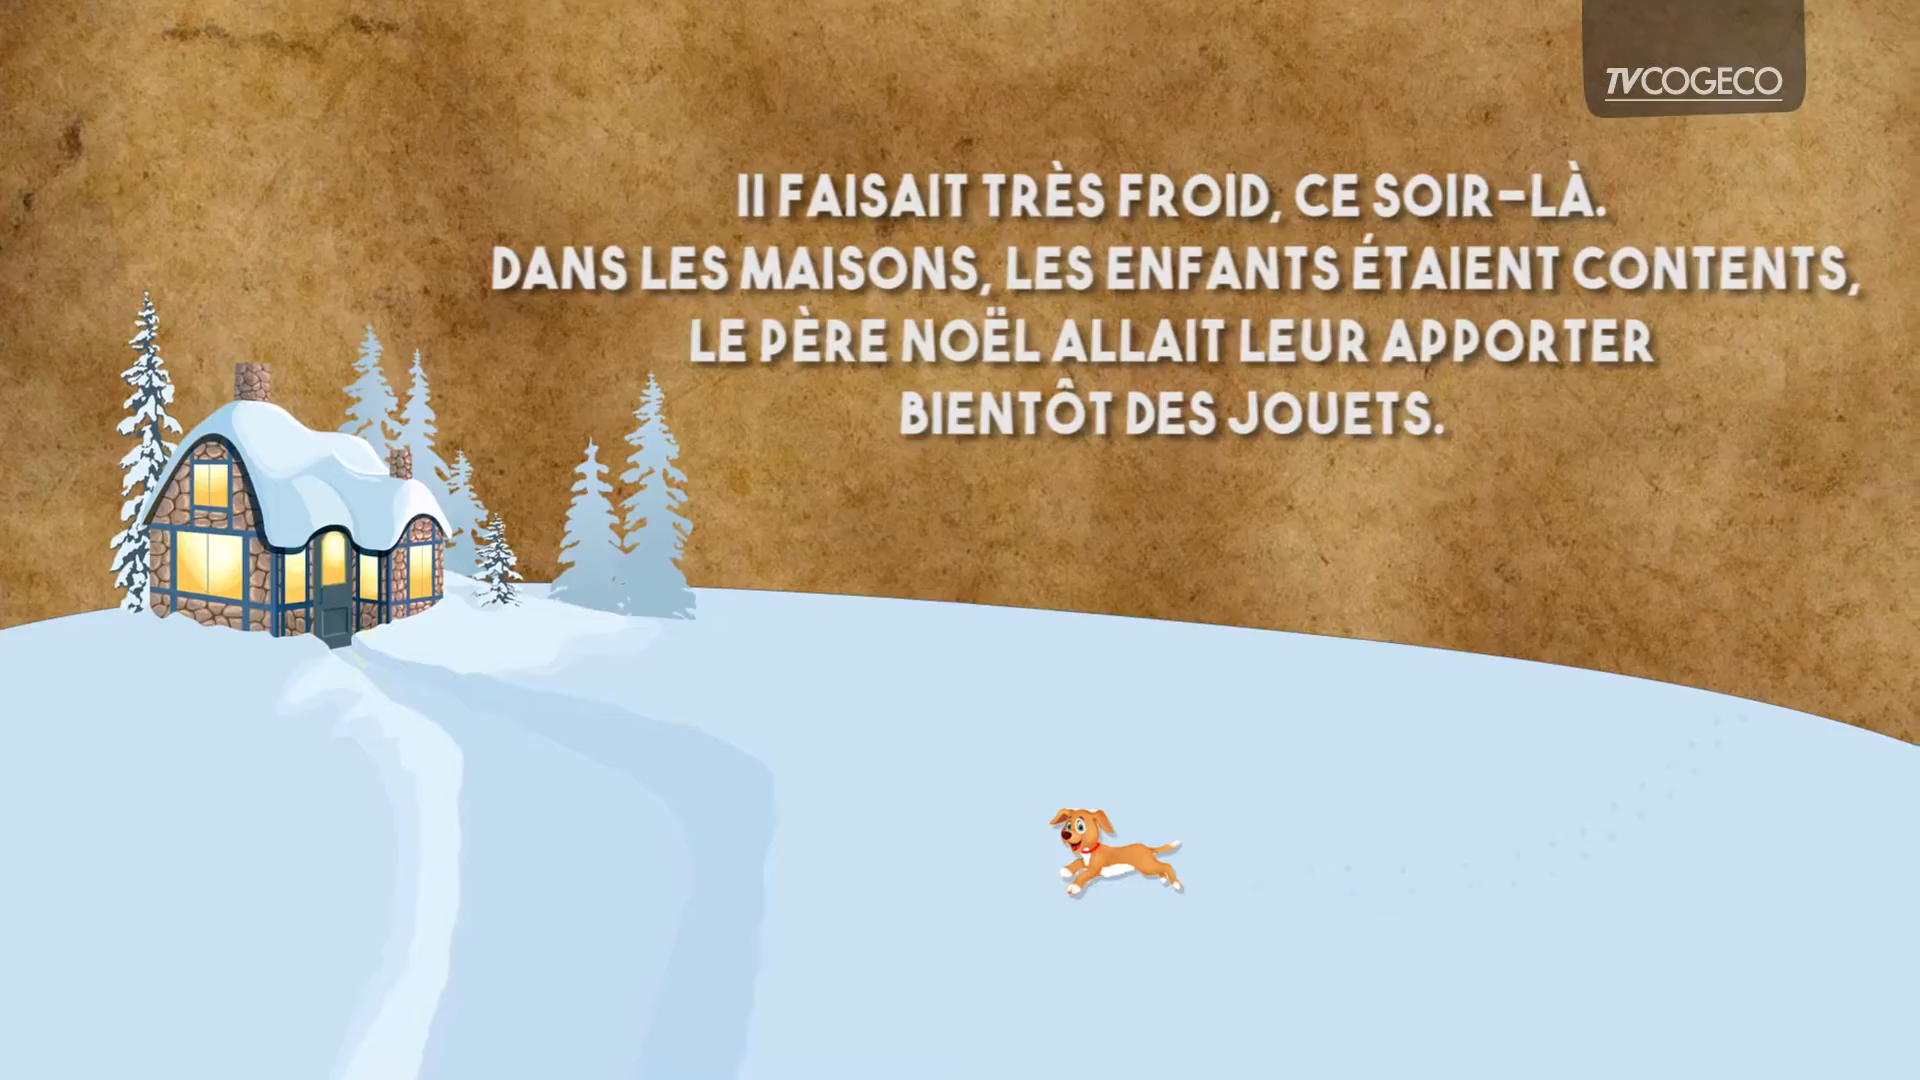 TVCOGECO
Il FAISAIT TRÈS FROID, CE SOIR-LÀ.
DANS LES MAISONS, LES ENFANTS ÉTAIENT CONTENTS,
LE PÈRE NOËL ALLAIT LEUR APPORTER
BIENTÔT DES JOUETS.